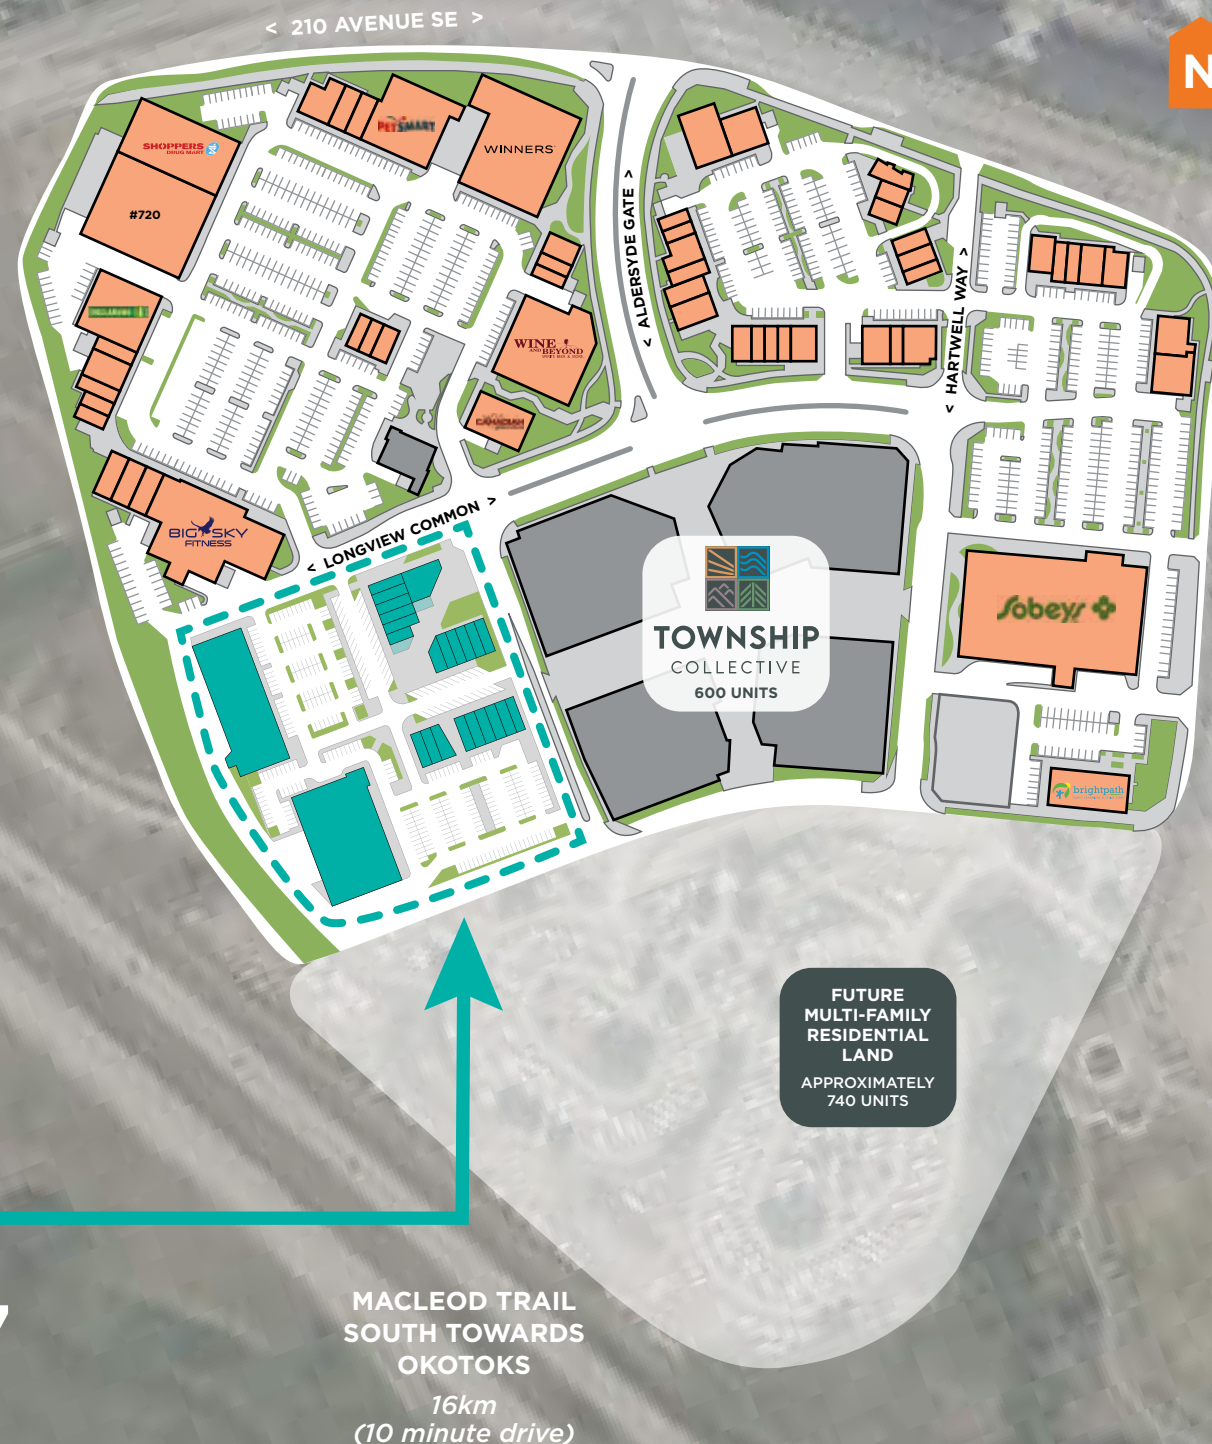 < 210 AVENUE SE >
N
SHOPPERS
DRUG MART
#720
PETSMART
WINNERS
WINE
AND BEYOND
CANADIAN
BIG SKY
FITNESS
< ALDERSYDE GATE >
< HARTWELL WAY >
< LONGVIEW COMMON >
TOWNSHIP
COLLECTIVE
600 UNITS
Sobeys
brightpath
FUTURE
MULTI-FAMILY
RESIDENTIAL
LAND
APPROXIMATELY
740 UNITS
MACLEOD TRAIL
SOUTH TOWARDS
OKOTOKS
16km
(10 minute drive)